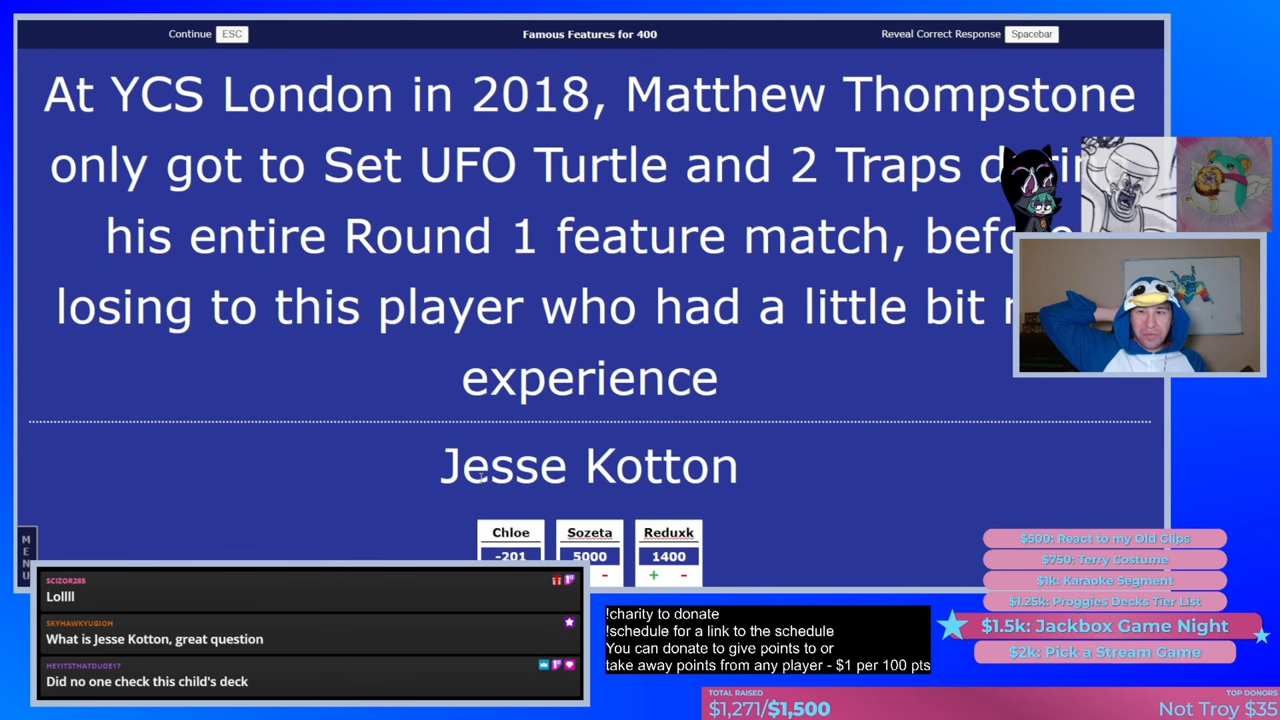 Continue ESC
Famous Features for 400
Reveal Correct Response Spacebar
At YCS London in 2018, Matthew Thompstone
only got to Set UFO Turtle and 2 Traps
his entire Round 1 feature match,
losing to this player who had a little bit
experience
Jesse Kotton
Chloe Sozeta Reduxk
-201 5000 1400
- + -
MENU
SCIZOR285
Lollll
SKYHAWKYUGIOH
What is Jesse Kotton, great question
HEYITSTHATDUDE17
Did no one check this child's deck
!charity to donate
!schedule for a link to the schedule
You can donate to give points to or
take away points from any player - $1 per 100 pts
$500: React to my Old Clips
$750: Terry Costume
$1k: Karaoke Segment
$1.25k: Proggies Decks Tier List
$1.5k: Jackbox Game Night
$2k: Pick a Stream Game
TOTAL RAISED
$1,271/$1,500
TOP DONORS
Not Troy $35